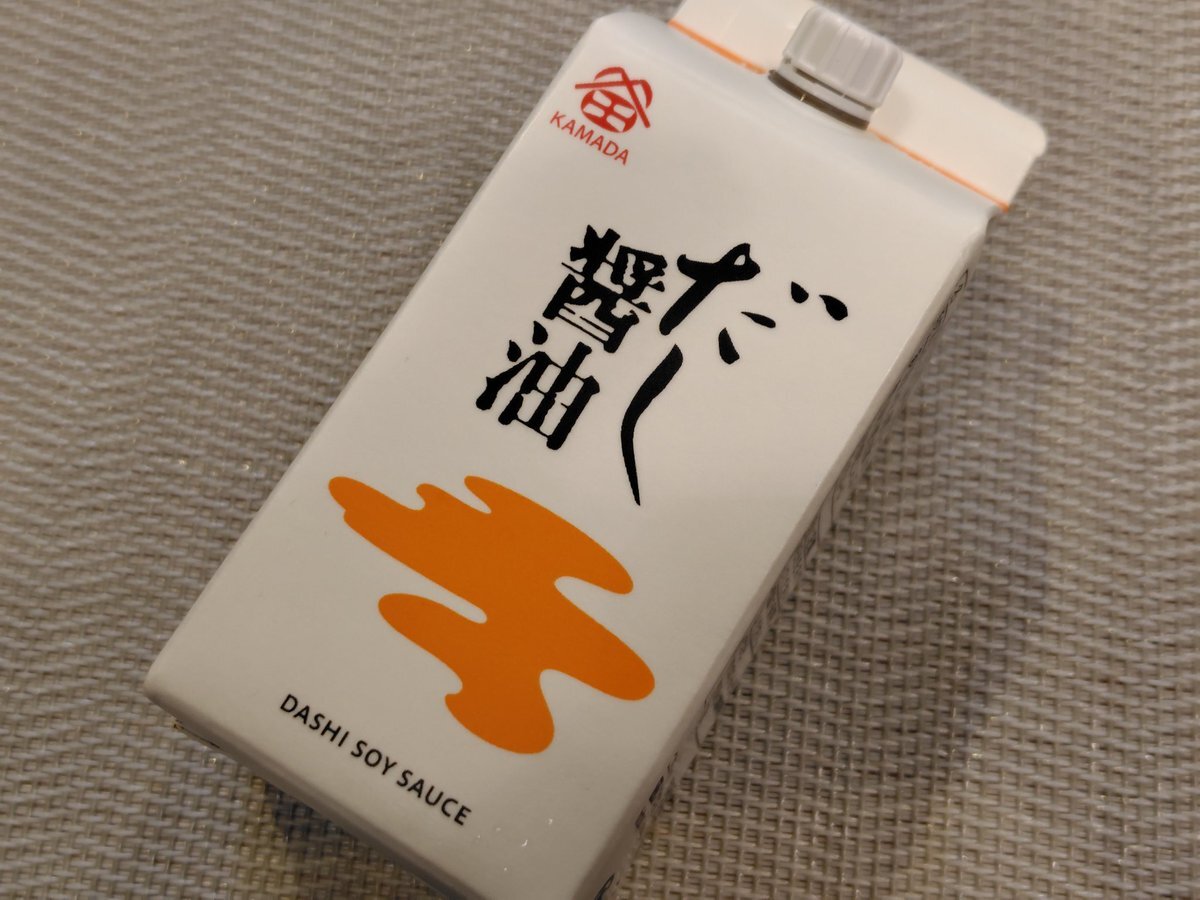 KAMADA
だし
醤油
DASHI SOY SAUCE